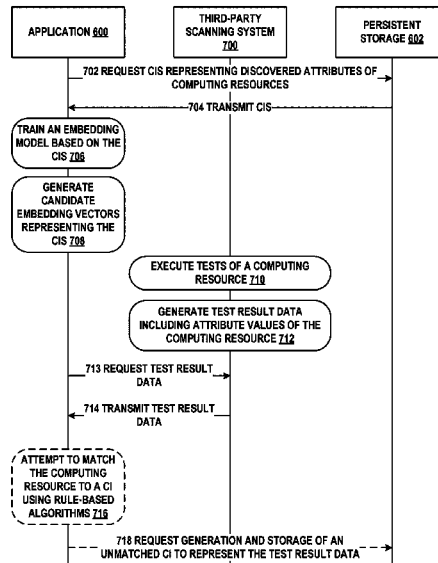 APPLICATION 600
THIRD-PARTY
SCANNING SYSTEM
700
PERSISTENT
STORAGE 602
702 REQUEST CIS REPRESENTING DISCOVERED ATTRIBUTES OF
COMPUTING RESOURCES
704 TRANSMIT CIS
TRAIN AN EMBEDDING
MODEL BASED ON THE
CIS 706
GENERATE
CANDIDATE
EMBEDDING VECTORS
REPRESENTING THE
CIS 708
EXECUTE TESTS OF A COMPUTING
RESOURCE 710
GENERATE TEST RESULT DATA
INCLUDING ATTRIBUTE VALUES OF THE
COMPUTING RESOURCE 712
713 REQUEST TEST RESULT
DATA
714 TRANSMIT TEST RESULT
DATA
ATTEMPT TO MATCH
THE COMPUTING
RESOURCE TO A CI
USING RULE-BASED
ALGORITHMS 716
718 REQUEST GENERATION AND STORAGE OF AN
UNMATCHED CI TO REPRESENT THE TEST RESULT DATA